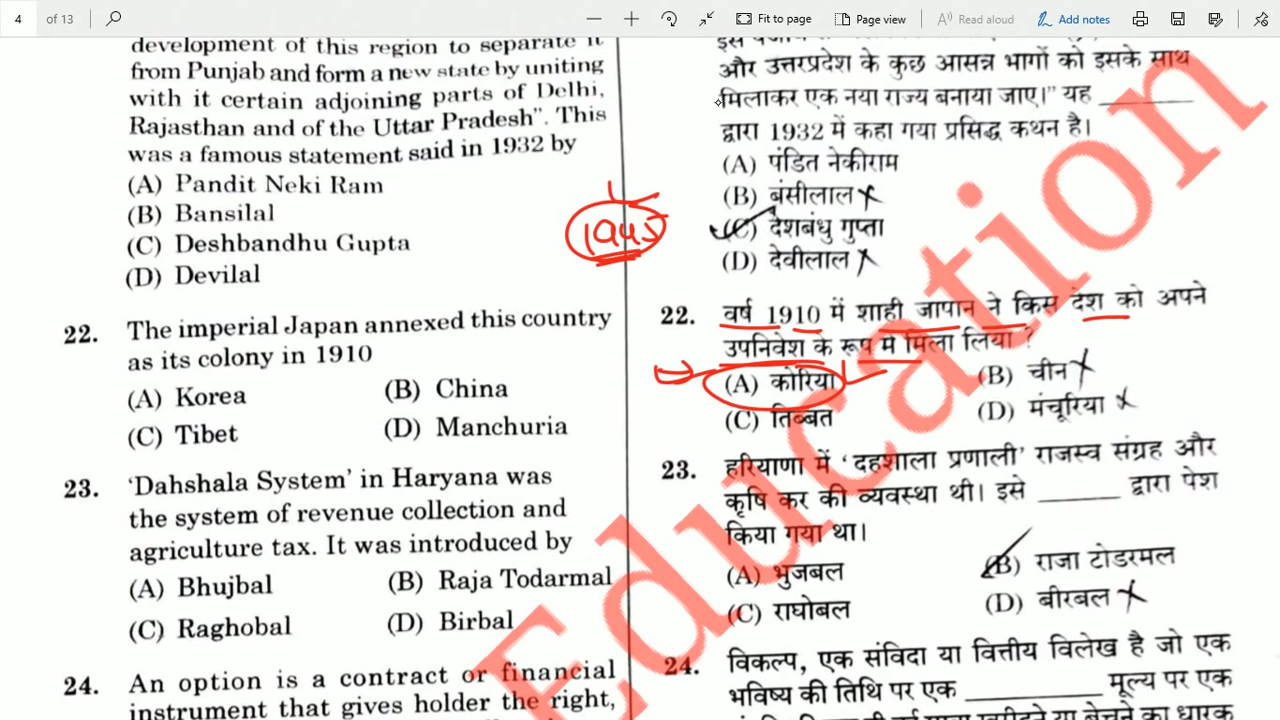 4 of 13
Fit to page
Page view
Read aloud
Add notes
development of this region to separate it
from Punjab and form a new state by uniting
with it certain adjoining parts of Delhi,
Rajasthan and of the Uttar Pradesh". This
was a famous statement said in 1932 by
(A) Pandit Neki Ram
(B) Bansilal
(C) Deshbandhu Gupta
(D) Devilal
22. The imperial Japan annexed this country
as its colony in 1910
(A) Korea (B) China
(C) Tibet (D) Manchuria
23. 'Dahshala System' in Haryana was
the system of revenue collection and
agriculture tax. It was introduced by
(A) Bhujbal (B) Raja Todarmal
(C) Raghobal (D) Birbal
24. An option is a contract or financial
instrument that gives holder the right,
1945
और उत्तरप्रदेश के कुछ आसन्न भागों को इसके साथ
मिलाकर एक नया राज्य बनाया जाए।" यह ________
द्वारा 1932 में कहा गया प्रसिद्ध कथन है।
(A) पंडित नेकीराम
(B) बंसीलाल
(C) देशबंधु गुप्ता
(D) देवीलाल
22. वर्ष 1910 में शाही जापान ने किस देश को अपने
उपनिवेश के रूप में मिला लिया ?
(A) कोरिया (B) चीन
(C) तिब्बत (D) मंचूरिया
23. हरियाणा में 'दहशाला प्रणाली' राजस्व संग्रह और
कृषि कर की व्यवस्था थी। इसे ________ द्वारा पेश
किया गया था।
(A) भुजबल (B) राजा टोडरमल
(C) राघोबल (D) बीरबल
24. विकल्प, एक संविदा या वित्तीय विलेख है जो एक
भविष्य की तिथि पर एक ________ मूल्य पर एक
Education